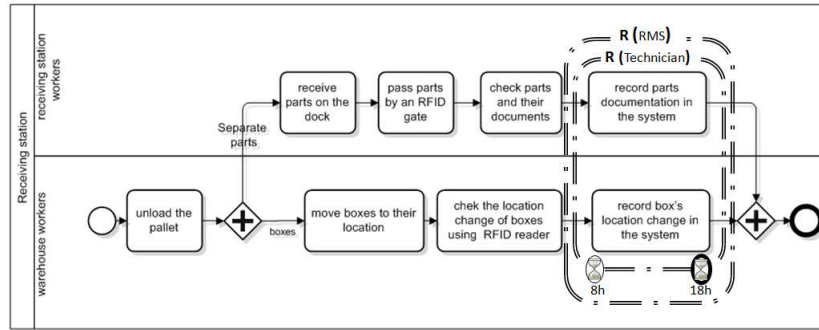 Receiving station
receiving station
workers
warehouse workers
R (RMS)
R (Technician)
receive
parts on the
dock
pass parts
by an RFID
gate
check parts
and their
documents
record parts
documentation in
the system
Separate
parts
unload the
pallet
boxes
move boxes to their
location
chek the location
change of boxes
using RFID reader
record box's
location change in
the system
8h
18h